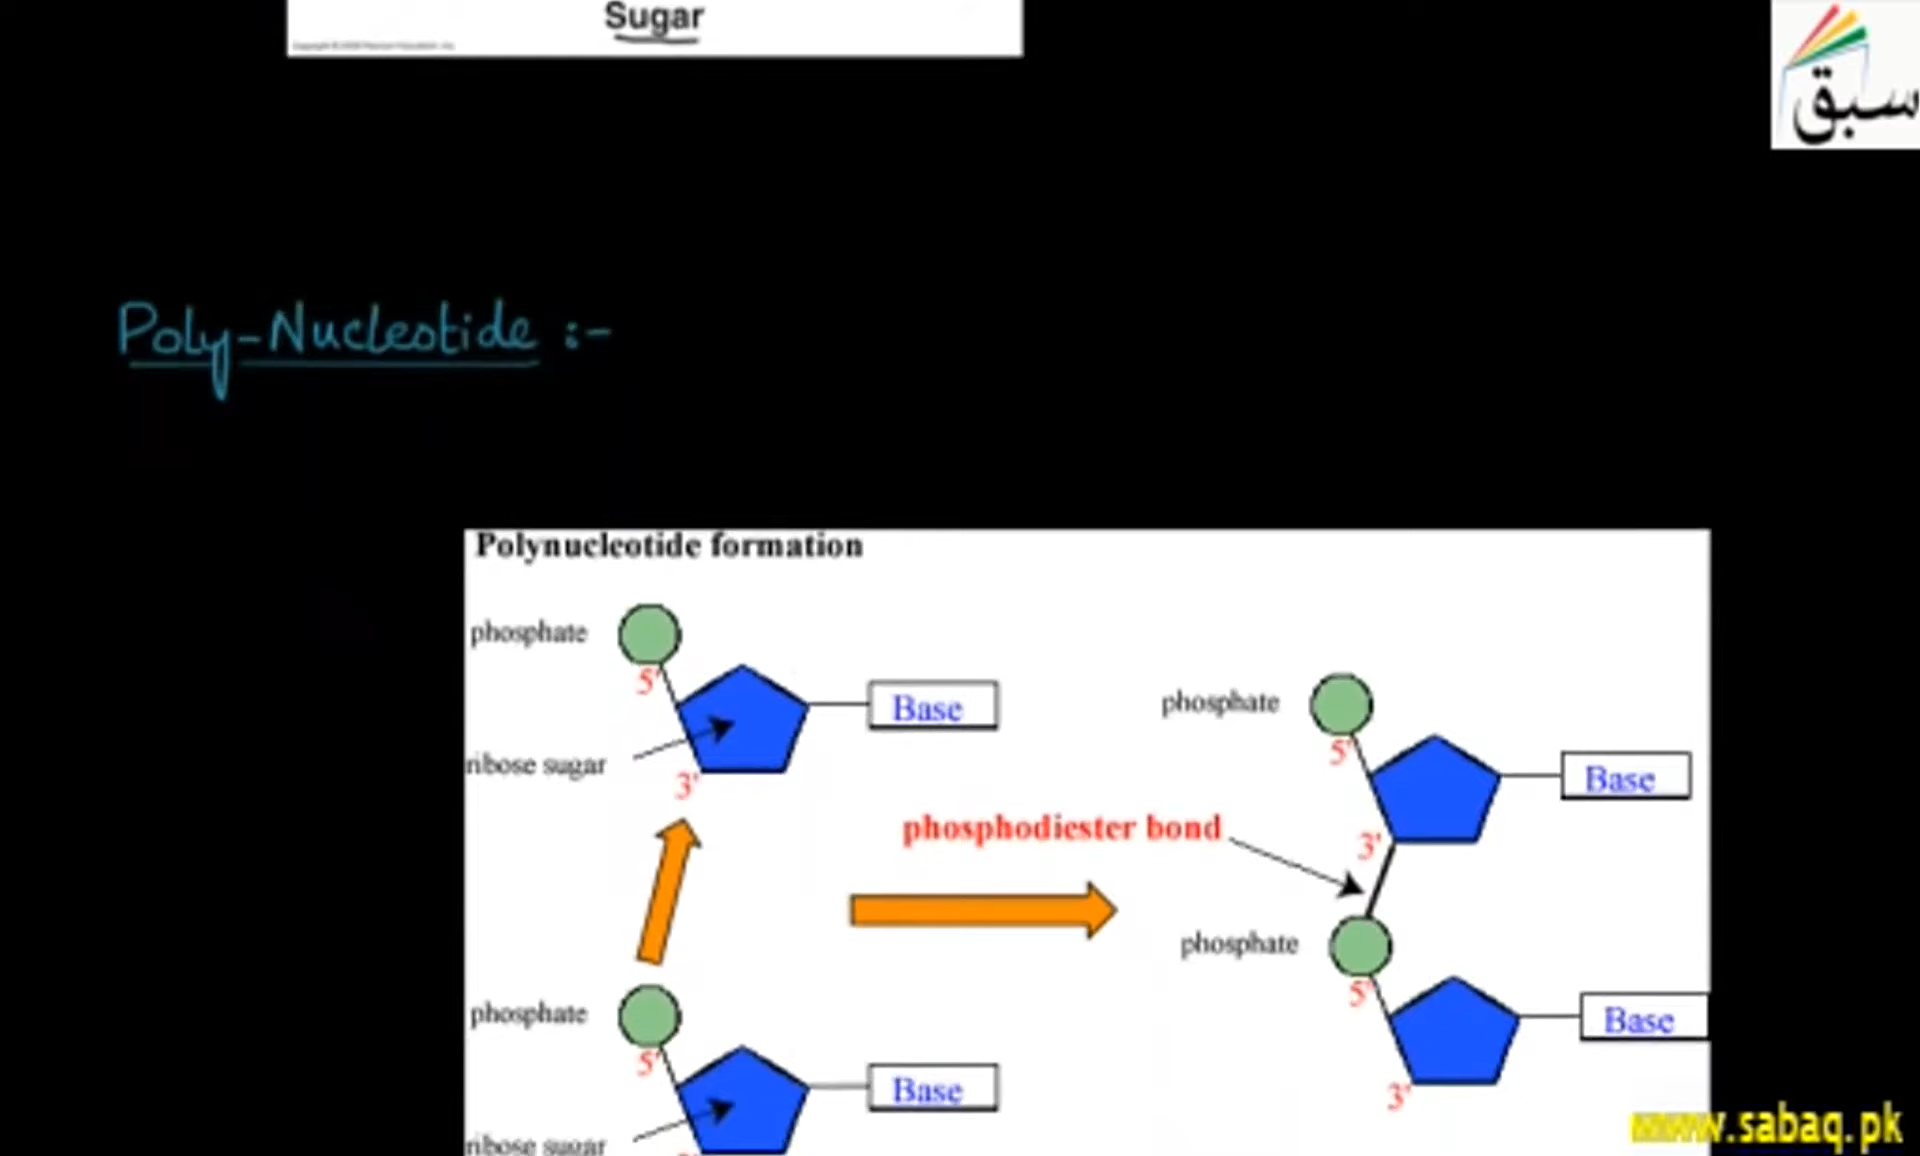 Sugar
سبق
Poly-Nucleotide :-
Polynucleotide formation
phosphate
5'
Base
ribose sugar
3'
phosphate
5'
Base
ribose sugar
phosphodiester bond
phosphate
5'
Base
3'
phosphate
5'
Base
3'
www.sabaq.pk